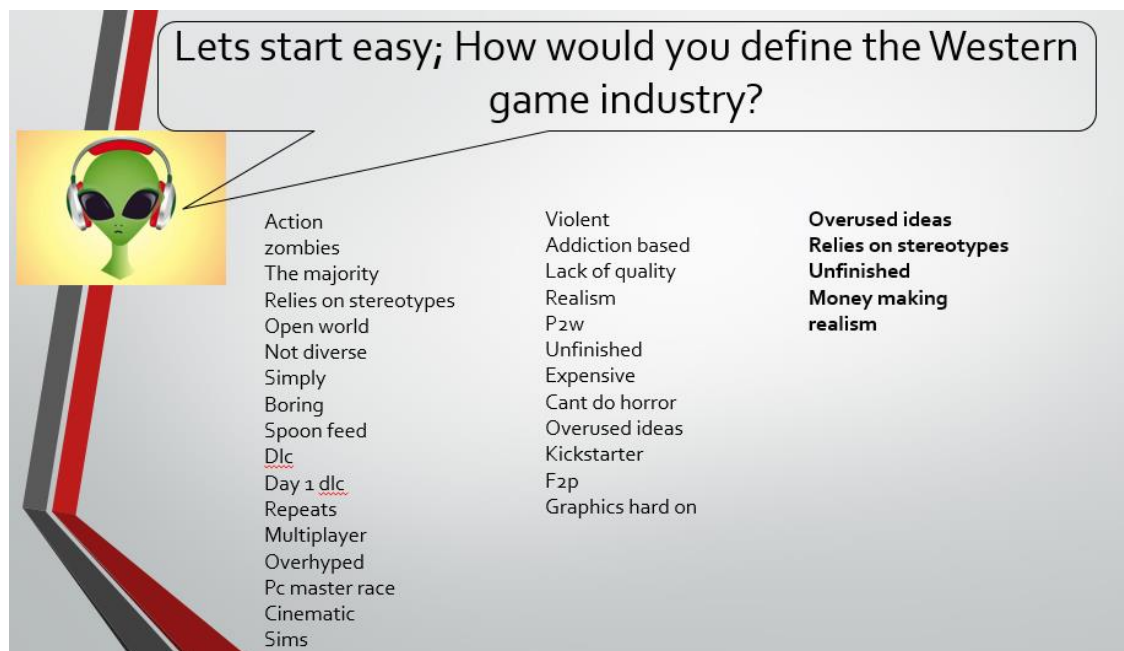 Lets start easy; How would you define the Western
game industry?
Action
zombies
The majority
Relies on stereotypes
Open world
Not diverse
Simply
Boring
Spoon feed
Dlc
Day 1 dlc
Repeats
Multiplayer
Overhyped
Pc master race
Cinematic
Sims
Violent
Addiction based
Lack of quality
Realism
P2w
Unfinished
Expensive
Cant do horror
Overused ideas
Kickstarter
F2p
Graphics hard on
Overused ideas
Relies on stereotypes
Unfinished
Money making
realism